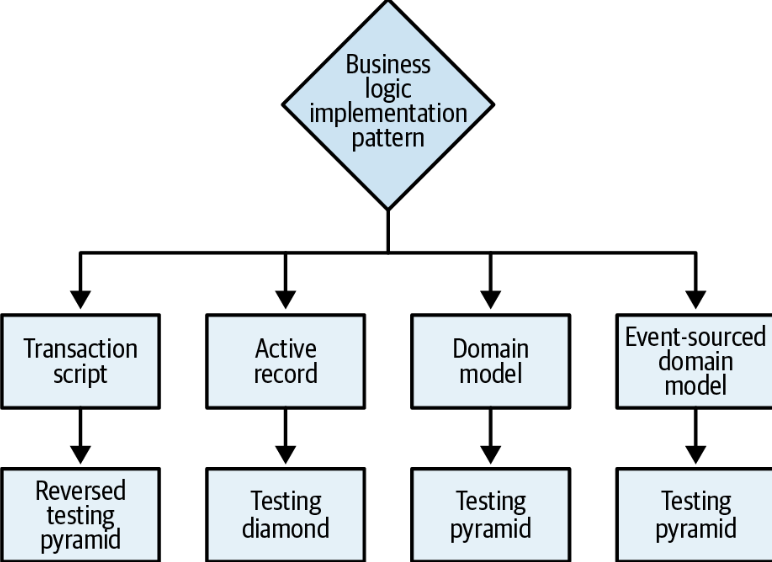 Business
logic
implementation
pattern
Transaction
script
Active
record
Domain
model
Event-sourced
domain
model
Reversed
testing
pyramid
Testing
diamond
Testing
pyramid
Testing
pyramid